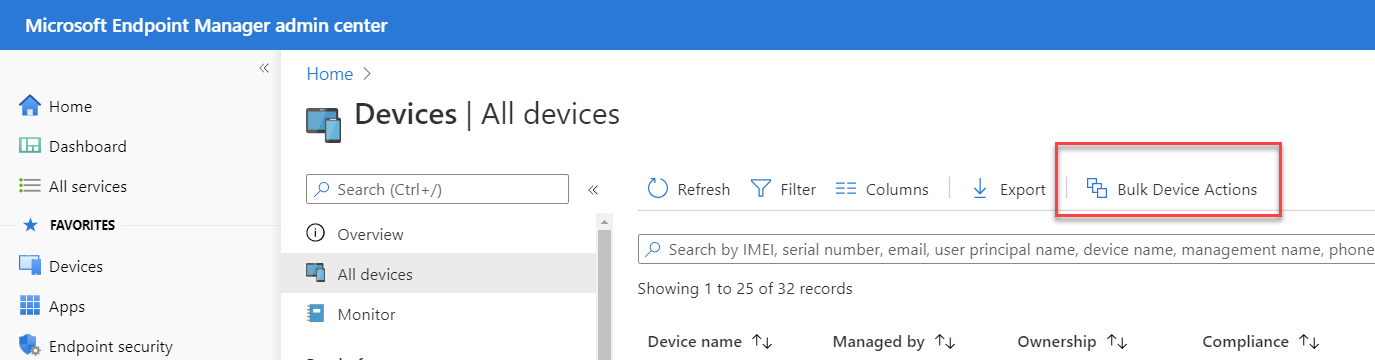 Microsoft Endpoint Manager admin center
«
Home
Dashboard
All services
FAVORITES
Devices
Apps
Endpoint security
Home >
Devices | All devices
Search (Ctrl+/) «
Overview
All devices
Monitor
Refresh Filter Columns Export Bulk Device Actions
Search by IMEI, serial number, email, user principal name, device name, management name, phone
Showing 1 to 25 of 32 records
Device name ↑↓ Managed by ↑↓ Ownership ↑↓ Compliance ↑↓